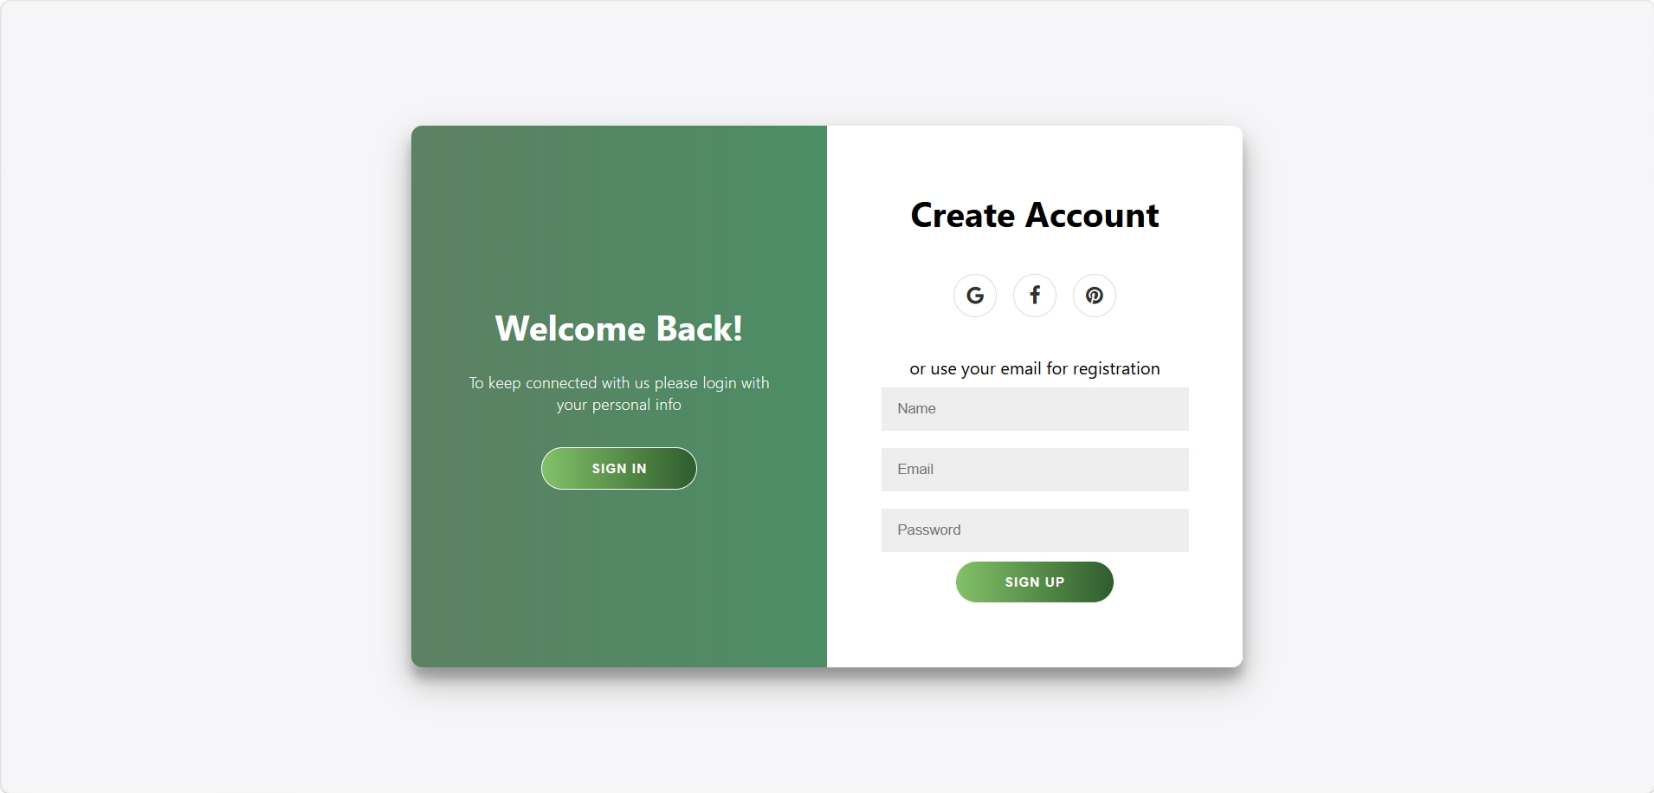 Welcome Back!
To keep connected with us please login with
your personal info
SIGN IN
Create Account
or use your email for registration
Name
Email
Password
SIGN UP